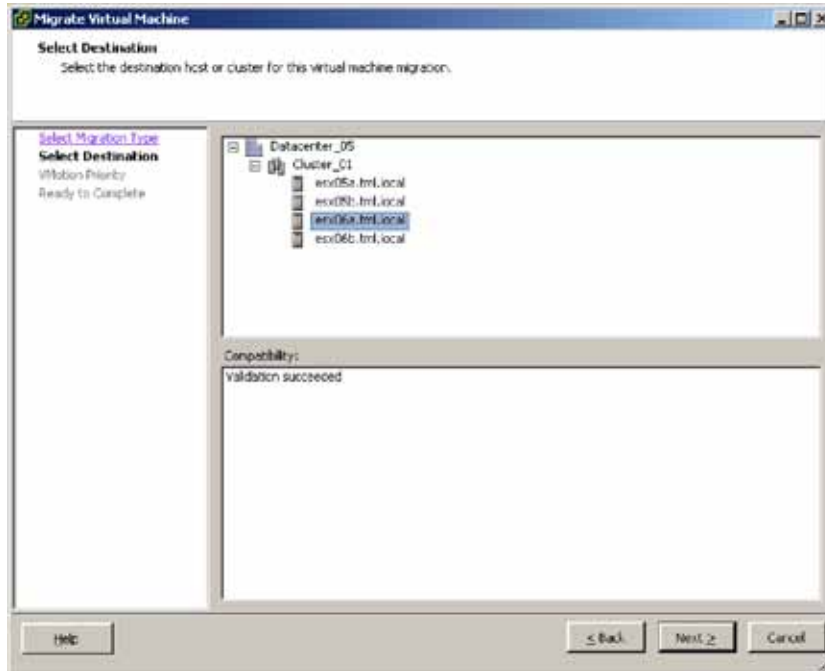 Migrate Virtual Machine
Select Destination
Select the destination host or cluster for this virtual machine migration.
Select Migration Type
Select Destination
VMotion Priority
Ready to Complete
Datacenter_05
Cluster_01
esx05a.tml.local
esx05b.tml.local
esx06a.tml.local
esx06b.tml.local
Compatibility:
Validation succeeded
Help
< Back
Next >
Cancel